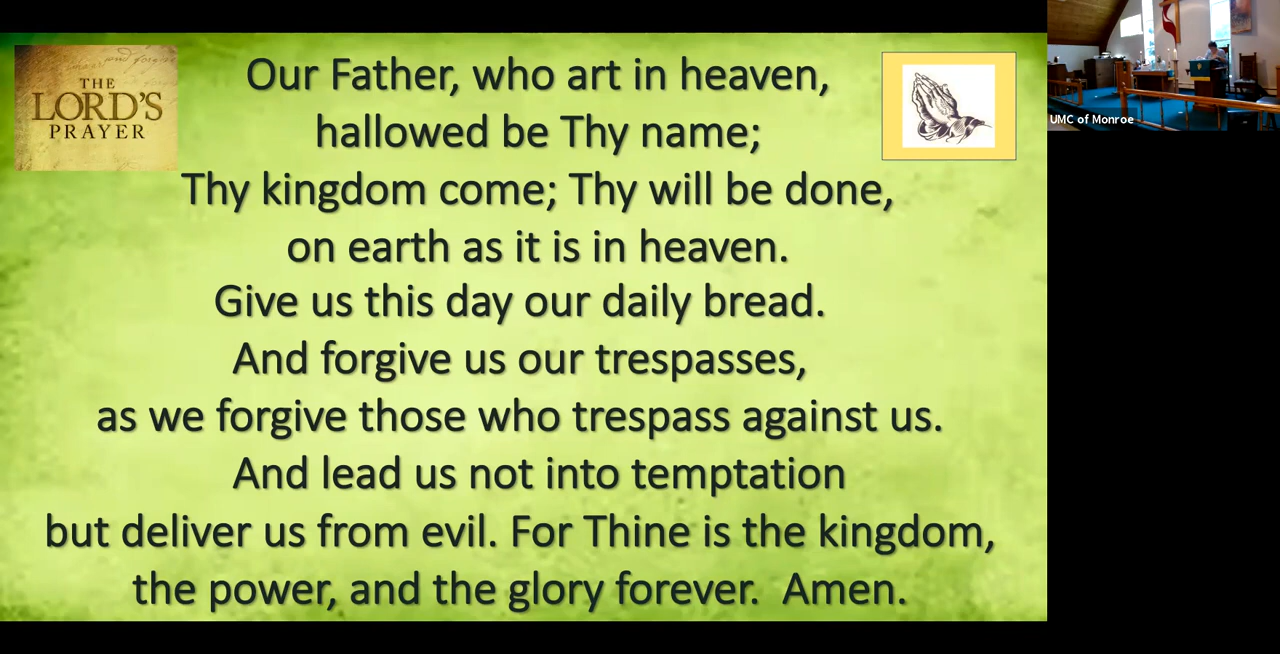 THE
LORD'S
PRAYER
Our Father, who art in heaven,
hallowed be Thy name;
Thy kingdom come; Thy will be done,
on earth as it is in heaven.
Give us this day our daily bread.
And forgive us our trespasses,
as we forgive those who trespass against us.
And lead us not into temptation
but deliver us from evil. For Thine is the kingdom,
the power, and the glory forever.  Amen.
UMC of Monroe